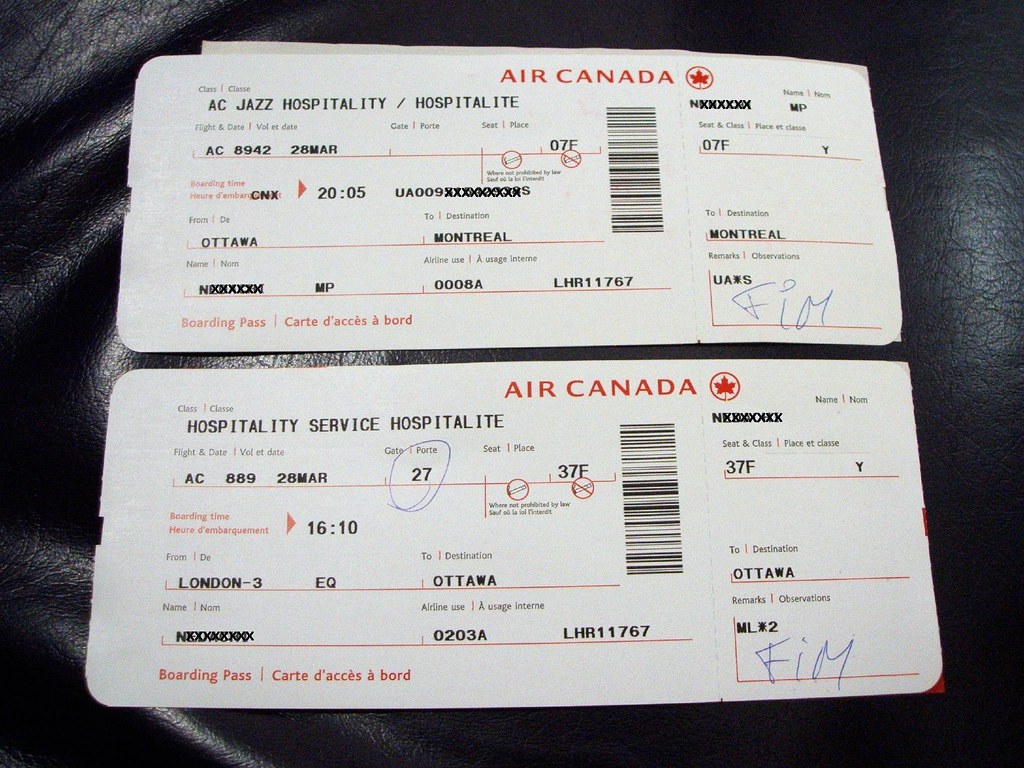 AIR CANADA
Class | Classe
AC JAZZ HOSPITALITY / HOSPITALITE
Flight & Date | Vol et date Gate | Porte Seat | Place
AC 8942 28MAR 07F
Where not prohibited by law
Sauf où la loi l'interdit
Boarding time
Heure d'embarquement CNX 20:05 UA009XXXXXXXXXS
From | De To | Destination
OTTAWA MONTREAL
Name | Nom Airline use | À usage interne
NXXXXXX MP 0008A LHR11767
Boarding Pass | Carte d'accès à bord
Name | Nom
NXXXXXX MP
Seat & Class | Place et classe
07F Y
To | Destination
MONTREAL
Remarks | Observations
UA*S
AIR CANADA
Class | Classe
HOSPITALITY SERVICE HOSPITALITE
Flight & Date | Vol et date Gate | Porte Seat | Place
AC 889 28MAR 27 37F
Where not prohibited by law
Sauf où la loi l'interdit
Boarding time
Heure d'embarquement 16:10
From | De To | Destination
LONDON-3 EQ OTTAWA
Name | Nom Airline use | À usage interne
NXXXXXXXX 0203A LHR11767
Boarding Pass | Carte d'accès à bord
Name | Nom
NXXXXXXX
Seat & Class | Place et classe
37F Y
To | Destination
OTTAWA
Remarks | Observations
ML*2